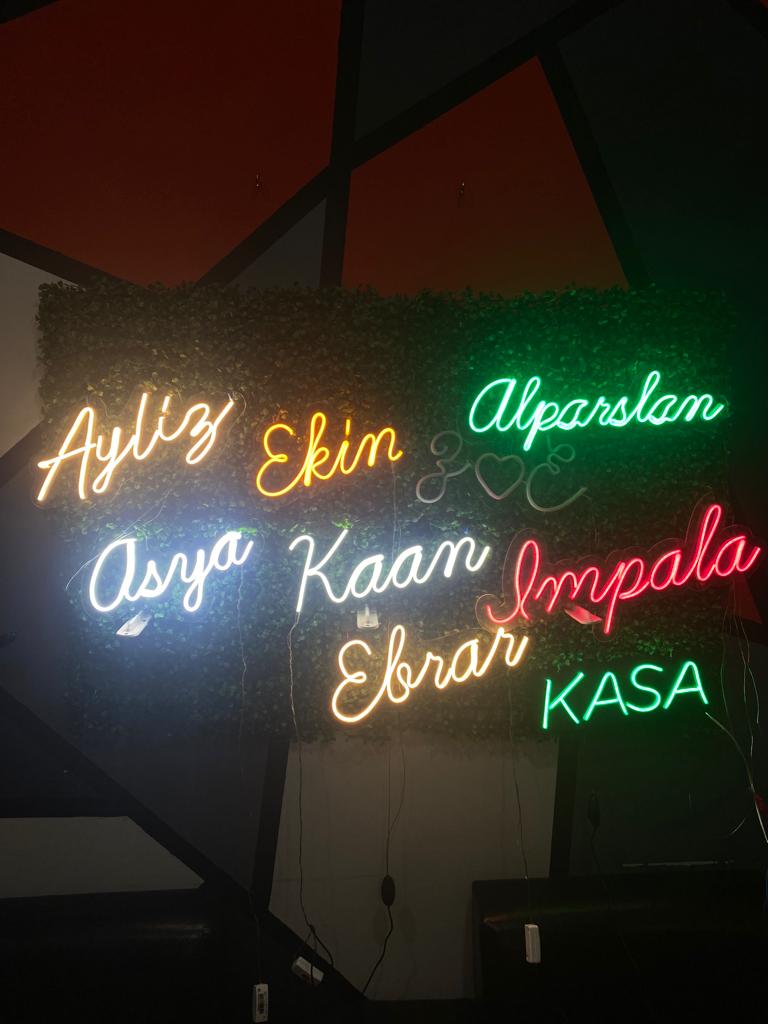 Ayliz
Ekin
Alparslan
Z♡E
Asya
Kaan
Impala
Ebrar
KASA